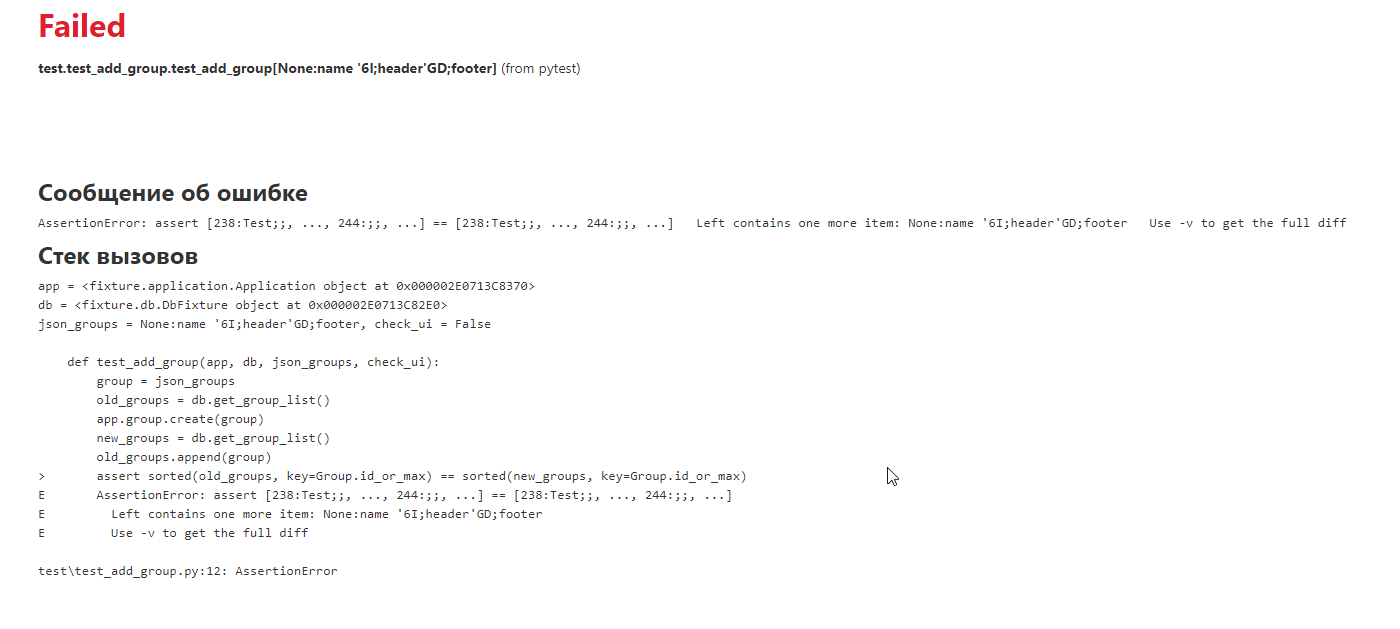 Failed
test.test_add_group.test_add_group[None:name '6I;header'GD;footer] (from pytest)
Сообщение об ошибке
AssertionError: assert [238:Test;;, ..., 244:;;, ...] == [238:Test;;, ..., 244:;;, ...]   Left contains one more item: None:name '6I;header'GD;footer   Use -v to get the full diff
Стек вызовов
app = <fixture.application.Application object at 0x000002E0713C8370>
db = <fixture.db.DbFixture object at 0x000002E0713C82E0>
json_groups = None:name '6I;header'GD;footer, check_ui = False
    def test_add_group(app, db, json_groups, check_ui):
        group = json_groups
        old_groups = db.get_group_list()
        app.group.create(group)
        new_groups = db.get_group_list()
        old_groups.append(group)
>       assert sorted(old_groups, key=Group.id_or_max) == sorted(new_groups, key=Group.id_or_max)
E       AssertionError: assert [238:Test;;, ..., 244:;;, ...] == [238:Test;;, ..., 244:;;, ...]
E         Left contains one more item: None:name '6I;header'GD;footer
E         Use -v to get the full diff
test\test_add_group.py:12: AssertionError